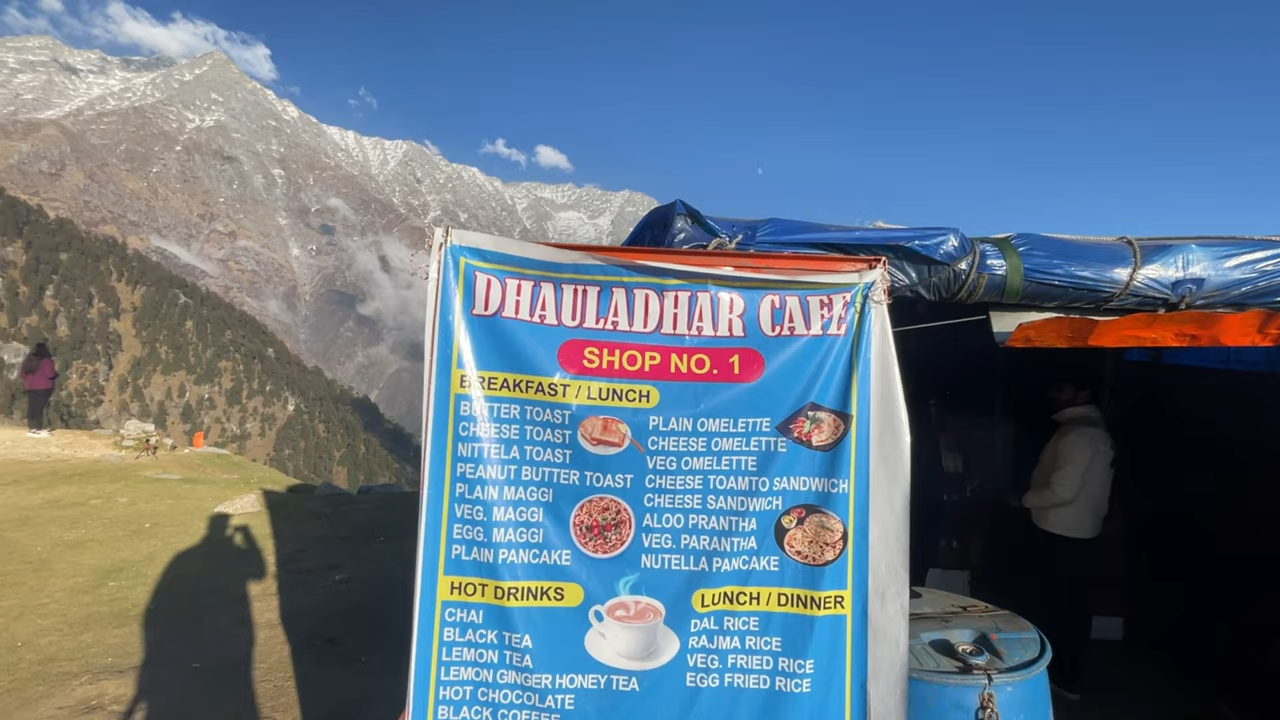 DHAULADHAR CAFE
SHOP NO. 1
BREAKFAST / LUNCH
BUTTER TOAST
CHEESE TOAST
NITTELA TOAST
PEANUT BUTTER TOAST
PLAIN MAGGI
VEG. MAGGI
EGG. MAGGI
PLAIN PANCAKE
PLAIN OMELETTE
CHEESE OMELETTE
VEG OMELETTE
CHEESE TOAMTO SANDWICH
CHEESE SANDWICH
ALOO PRANTHA
VEG. PARANTHA
NUTELLA PANCAKE
HOT DRINKS
CHAI
BLACK TEA
LEMON TEA
LEMON GINGER HONEY TEA
HOT CHOCOLATE
BLACK COFFEE
LUNCH / DINNER
DAL RICE
RAJMA RICE
VEG. FRIED RICE
EGG FRIED RICE